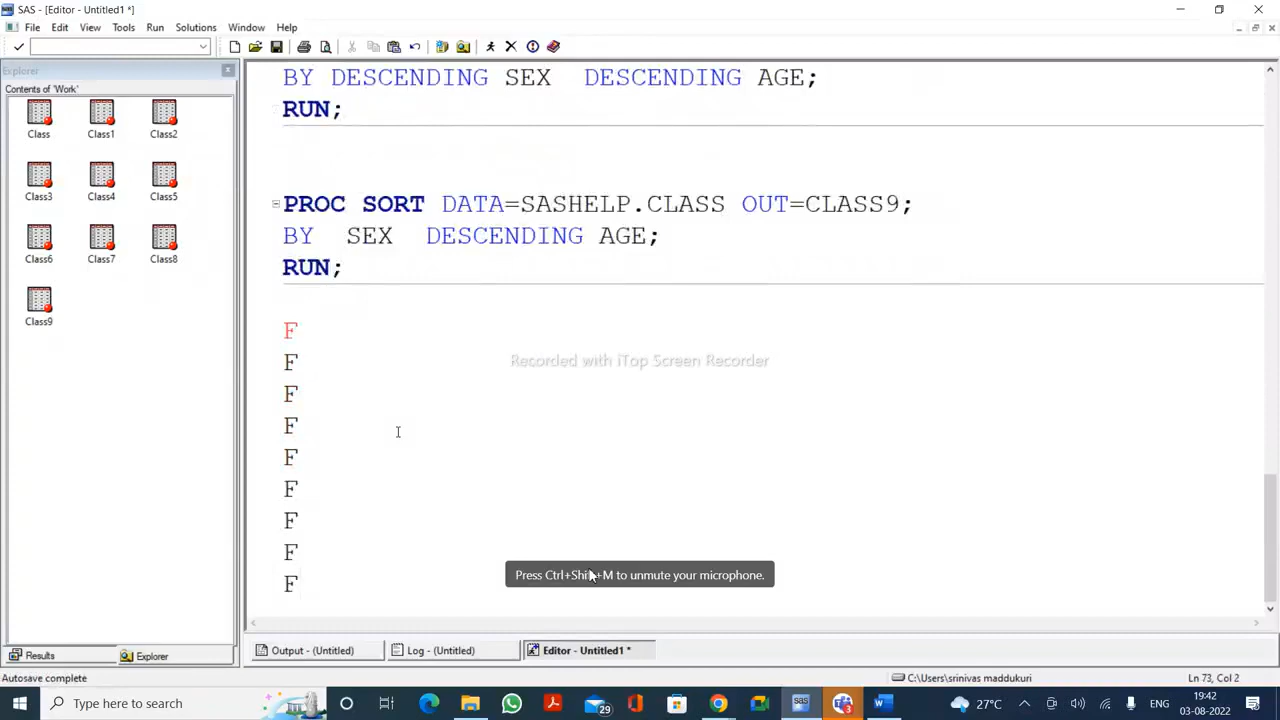 SAS - [Editor - Untitled1 *]
File Edit View Tools Run Solutions Window Help
Explorer
Contents of 'Work'
Class Class1 Class2
Class3 Class4 Class5
Class6 Class7 Class8
Class9
BY DESCENDING SEX DESCENDING AGE;
RUN;
PROC SORT DATA=SASHELP.CLASS OUT=CLASS9;
BY SEX DESCENDING AGE;
RUN;
F
F
Recorded with iTop Screen Recorder
F
F
F
F
F
F
Press Ctrl+Shift+M to unmute your microphone.
F
Results Explorer
Output - (Untitled) Log - (Untitled) Editor - Untitled1 *
Autosave complete C:\Users\srinivas maddukuri Ln 73, Col 2
Type here to search 29 3 27°C ENG 19:42
03-08-2022